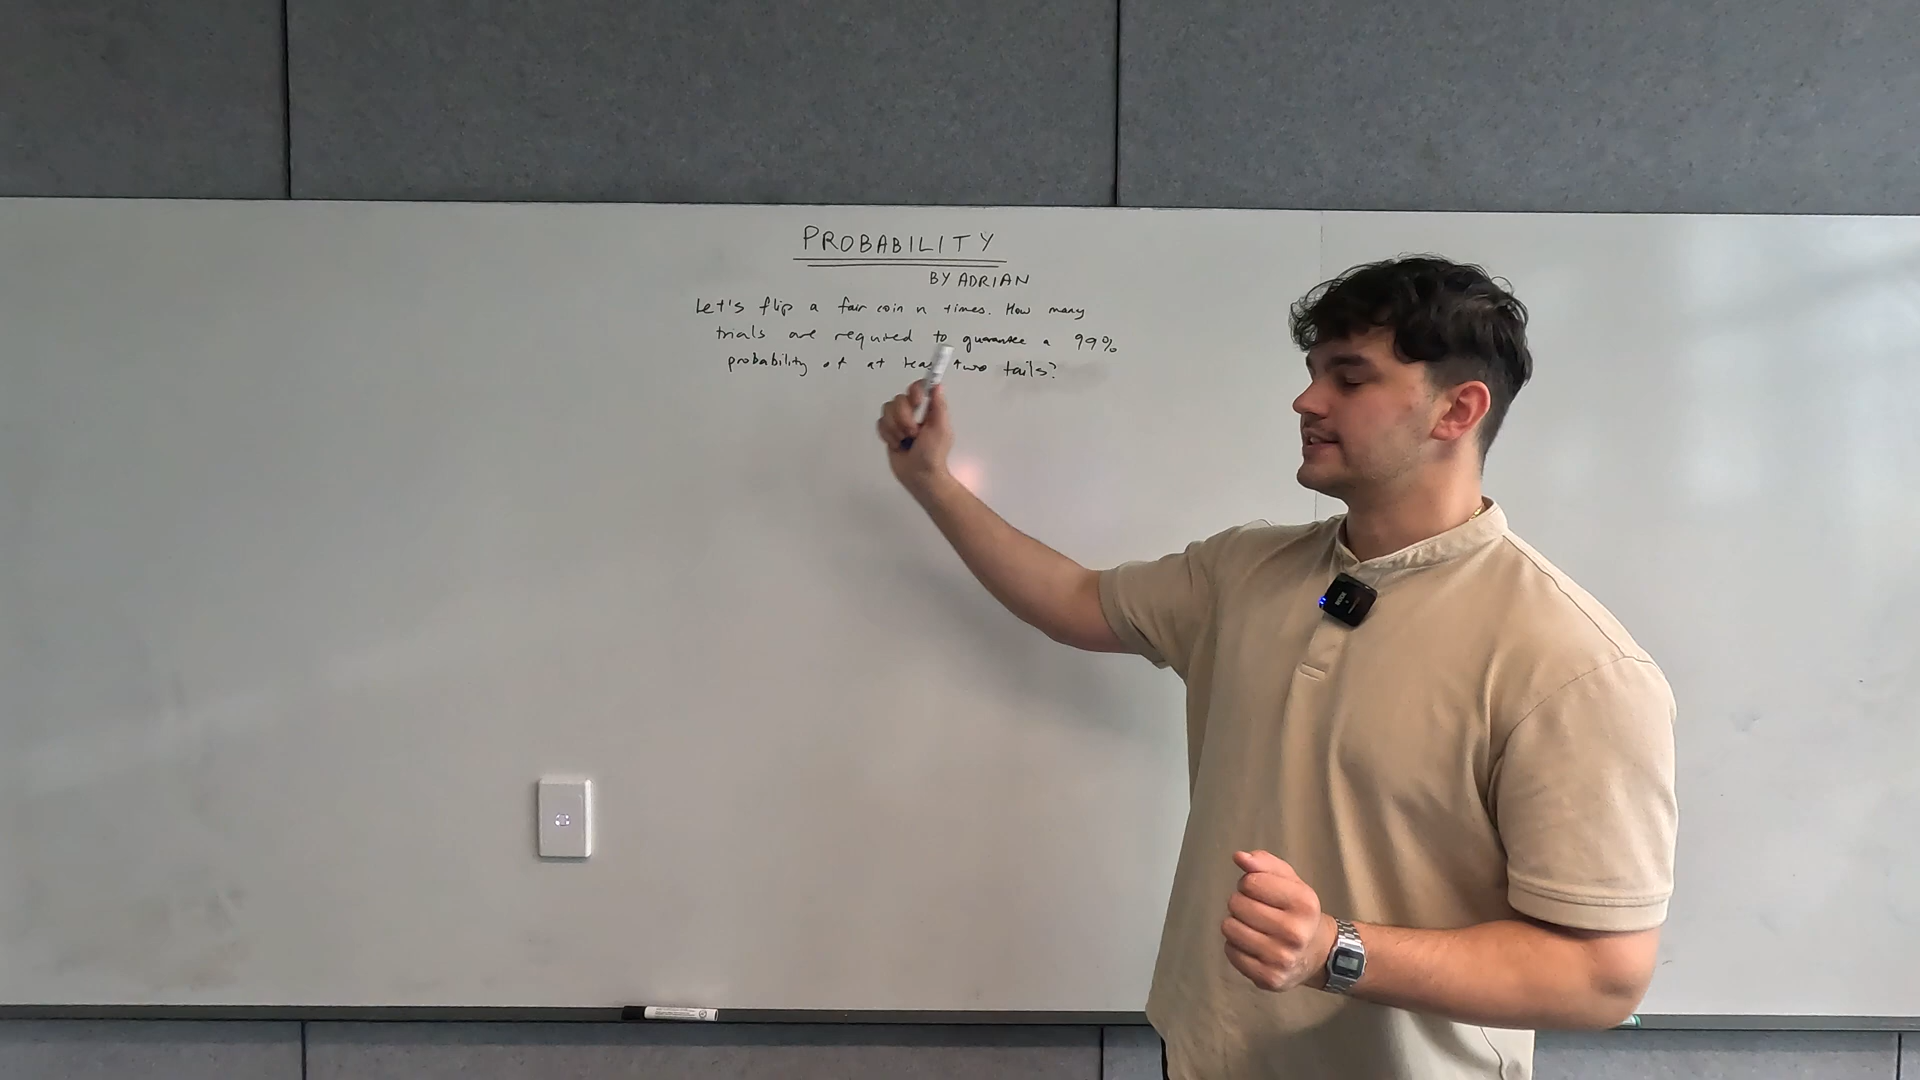 PROBABILITY
BY ADRIAN
Let's flip a fair coin n times. How many
trials are required to guarantee a 99%
probability of at least two tails?